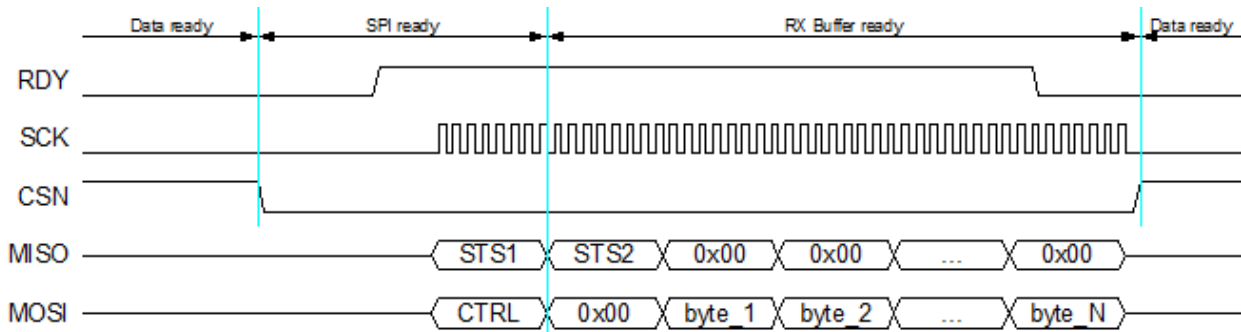 Data ready SPI ready RX Buffer ready Data ready
RDY
SCK
CSN
MISO STS1 STS2 0x00 0x00 ... 0x00
MOSI CTRL 0x00 byte_1 byte_2 ... byte_N